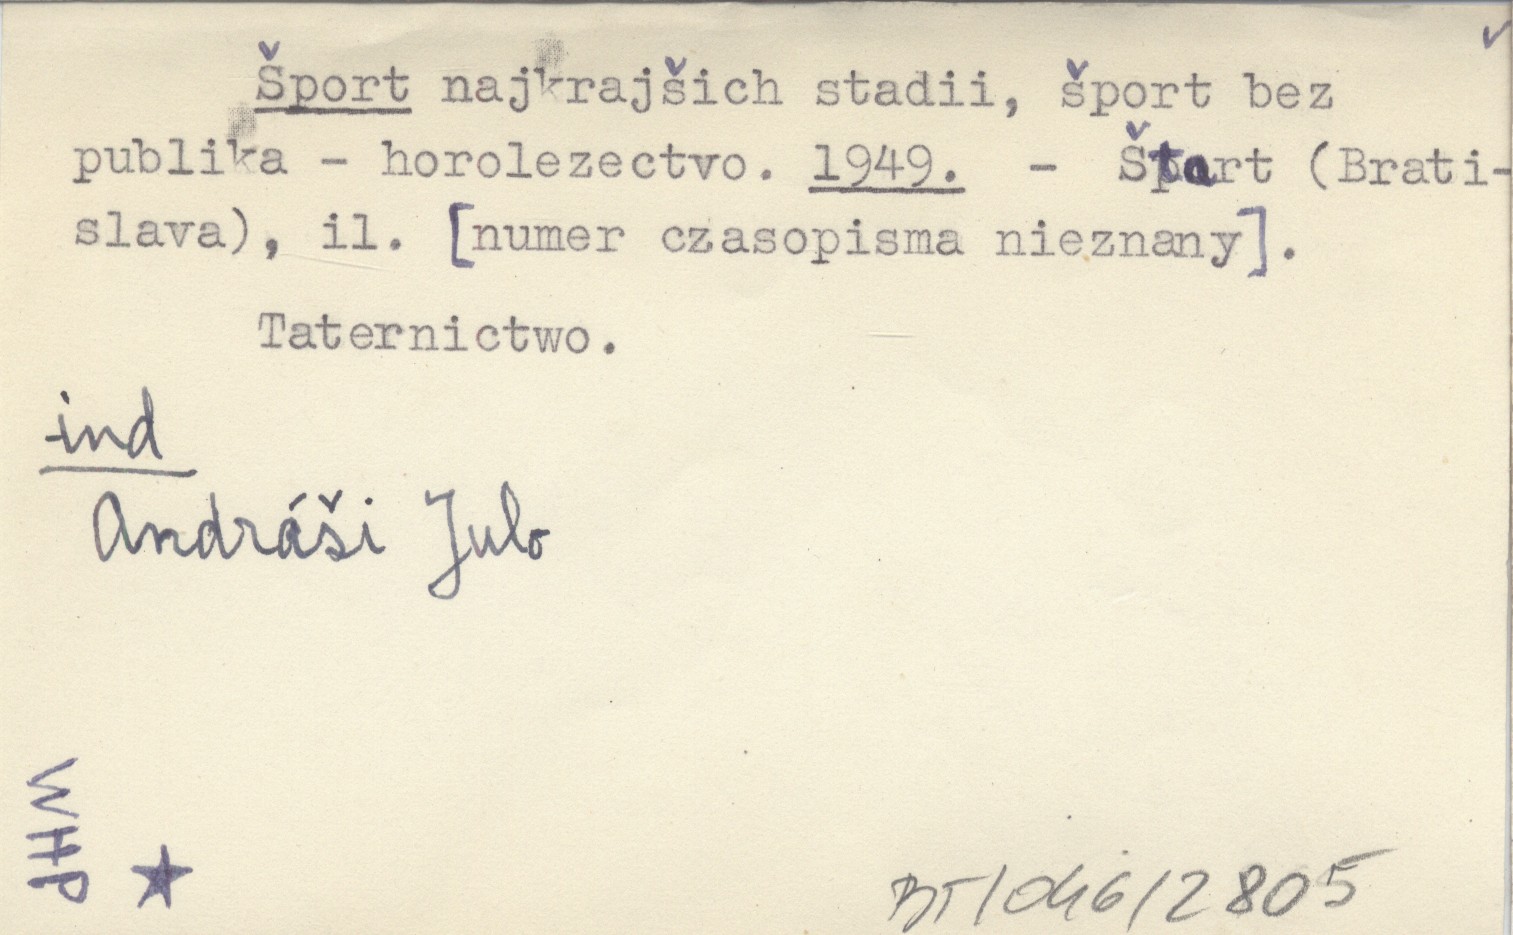 Šport najkrajšich stadii, šport bez
publika - horolezectvo. 1949. - Štart (Brati-
slava), il. [numer czasopisma nieznany].
Taternictwo.
ind
Andráši Julo
WHP
BT/046/2805